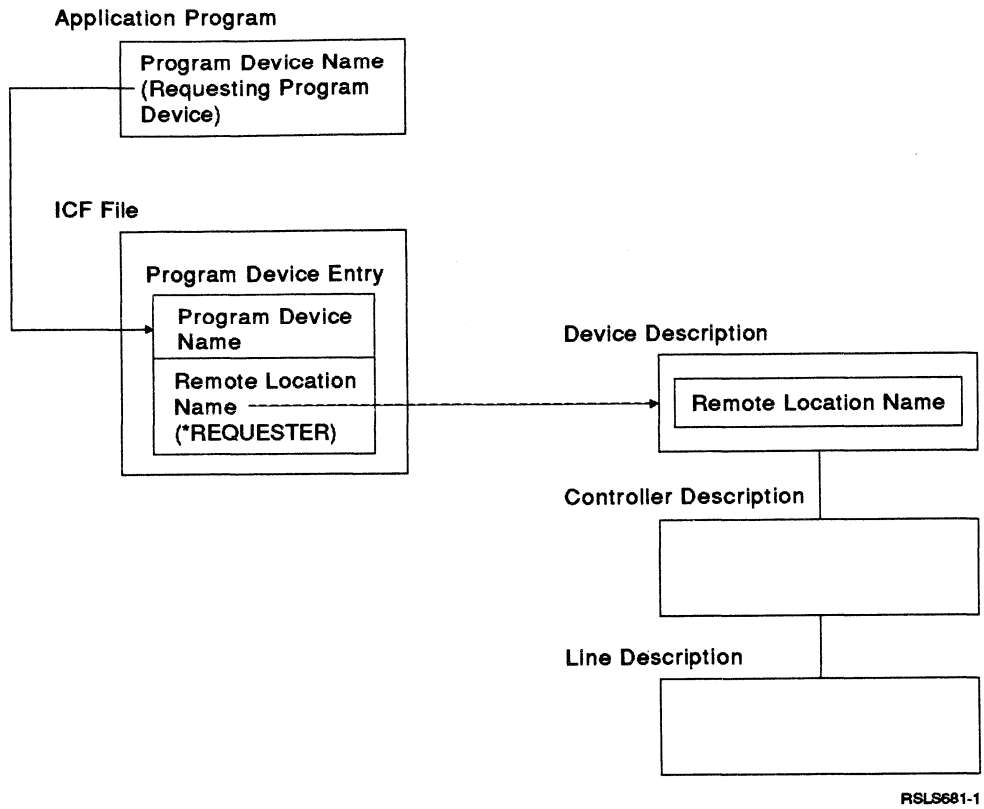 Application Program
Program Device Name
(Requesting Program
Device)
ICF File
Program Device Entry
Program Device
Name
Remote Location
Name
(*REQUESTER)
Device Description
Remote Location Name
Controller Description
Line Description
RSLS681-1